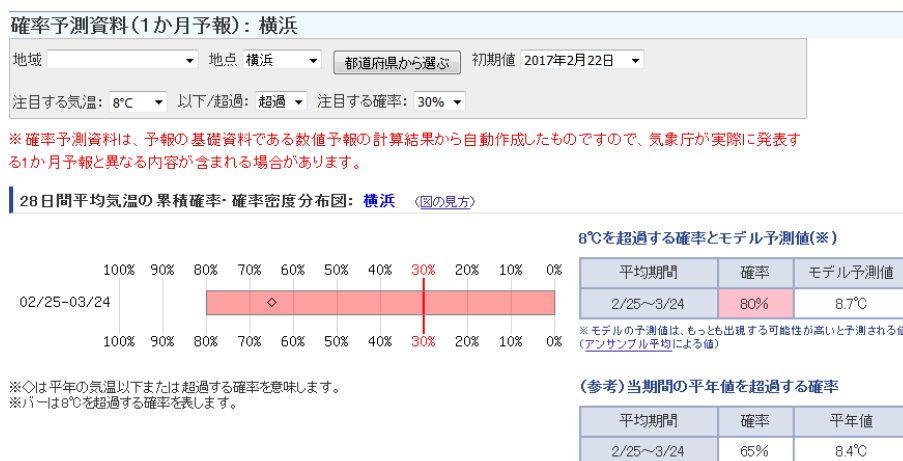 確率予測資料(1か月予報): 横浜
地域 地点 横浜 都道府県から選ぶ 初期値 2017年2月22日
注目する気温: 8℃ 以下/超過: 超過 注目する確率: 30%
※確率予測資料は、予報の基礎資料である数値予報の計算結果から自動作成したものですので、気象庁が実際に発表す
る1か月予報と異なる内容が含まれる場合があります。
28日間平均気温の累積確率・確率密度分布図: 横浜 (図の見方)
100% 90% 80% 70% 60% 50% 40% 30% 20% 10% 0%
02/25-03/24
100% 90% 80% 70% 60% 50% 40% 30% 20% 10% 0%
※◇は平年の気温以下または超過する確率を意味します。
※バーは8℃を超過する確率を表します。
8℃を超過する確率とモデル予測値(※)
平均期間 確率 モデル予測値
2/25～3/24 80% 8.7℃
※モデルの予測値は、もっとも出現する可能性が高いと予測される値
(アンサンブル平均による値)
(参考)当期間の平年値を超過する確率
平均期間 確率 平年値
2/25～3/24 65% 8.4℃